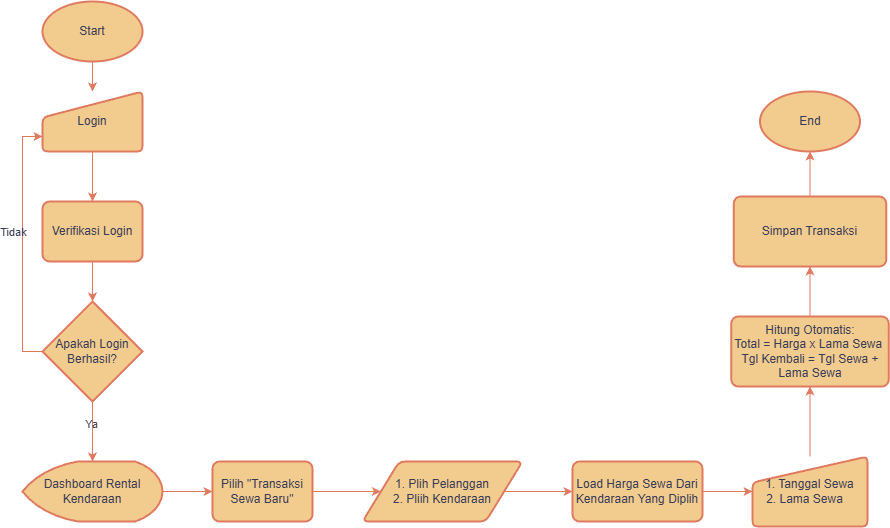 Start
Login
Verifikasi Login
Tidak
Apakah Login
Berhasil?
Ya
Dashboard Rental
Kendaraan
Pilih "Transaksi
Sewa Baru"
1. Plih Pelanggan
2. Pliih Kendaraan
Load Harga Sewa Dari
Kendaraan Yang Diplih
1. Tanggal Sewa
2. Lama Sewa
Hitung Otomatis:
Total = Harga x Lama Sewa
Tgl Kembali = Tgl Sewa +
Lama Sewa
Simpan Transaksi
End